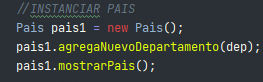 //INSTANCIAR PAIS
Pais pais1 = new Pais();
pais1.agregaNuevoDepartamento(dep);
pais1.mostrarPais();